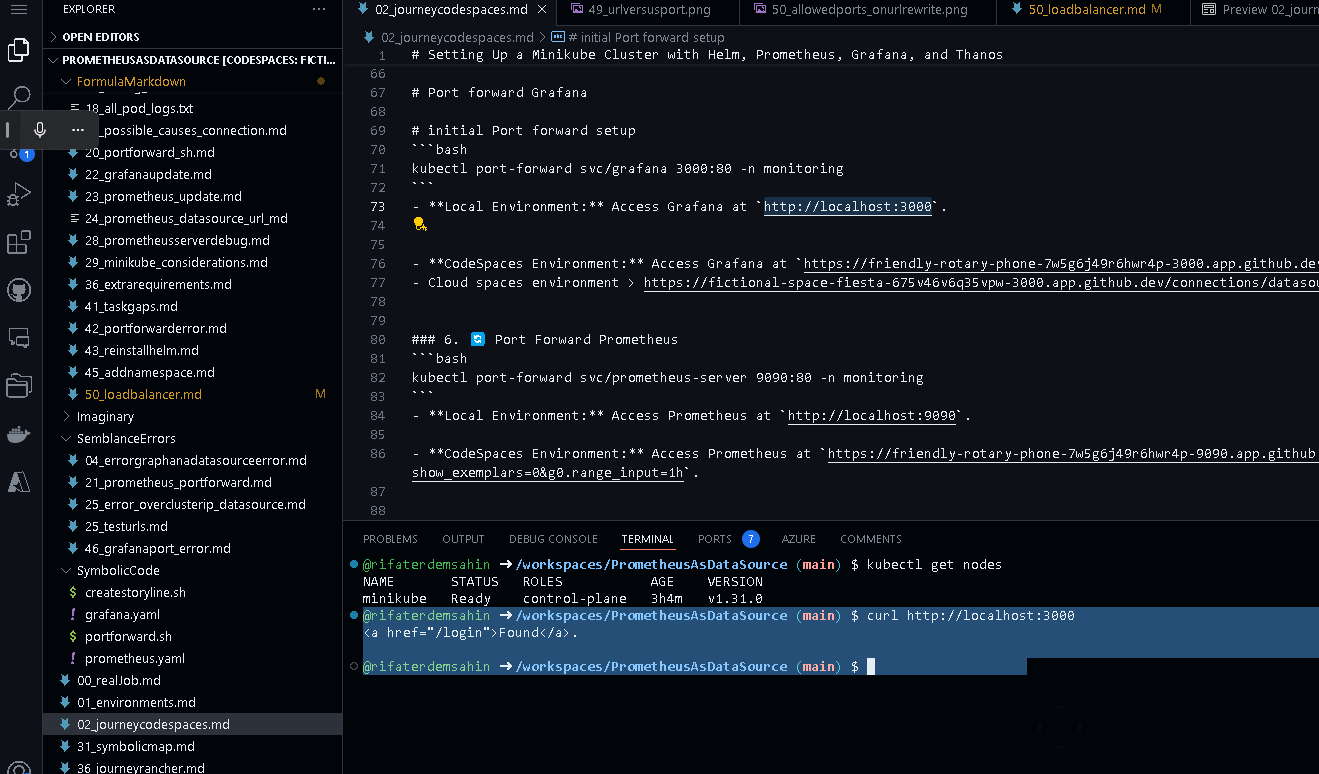 EXPLORER
OPEN EDITORS
PROMETHEUSASDATASOURCE [CODESPACES: FICTI...
FormulaMarkdown
18_all_pod_logs.txt
_possible_causes_connection.md
20_portforward_sh.md
22_grafanaupdate.md
23_prometheus_update.md
24_prometheus_datasource_url_md
28_prometheusserverdebug.md
29_minikube_considerations.md
36_extrarequirements.md
41_taskgaps.md
42_portforwarderror.md
43_reinstallhelm.md
45_addnamespace.md
50_loadbalancer.md M
Imaginary
SemblanceErrors
04_errorgraphanadatasourceerror.md
21_prometheus_portforward.md
25_error_overclusterip_datasource.md
25_testurls.md
46_grafanaport_error.md
SymbolicCode
createstoryline.sh
grafana.yaml
portforward.sh
prometheus.yaml
00_realJob.md
01_environments.md
02_journeycodespaces.md
31_symbolicmap.md
36_journeyrancher.md
1
02_journeycodespaces.md 49_urlversusport.png 50_allowedports_onurlrewrite.png 50_loadbalancer.md M Preview 02_journ
02_journeycodespaces.md > # initial Port forward setup
1 # Setting Up a Minikube Cluster with Helm, Prometheus, Grafana, and Thanos
66
67 # Port forward Grafana
68
69 # initial Port forward setup
70 ```bash
71 kubectl port-forward svc/grafana 3000:80 -n monitoring
72 ```
73 - **Local Environment:** Access Grafana at `http://localhost:3000`.
74
75
76 - **CodeSpaces Environment:** Access Grafana at `https://friendly-rotary-phone-7w5g6j49r6hwr4p-3000.app.github.dev
77 - Cloud spaces environment > https://fictional-space-fiesta-675v46v6q35vpw-3000.app.github.dev/connections/datasou
78
79
80 ### 6. 🔄 Port Forward Prometheus
81 ```bash
82 kubectl port-forward svc/prometheus-server 9090:80 -n monitoring
83 ```
84 - **Local Environment:** Access Prometheus at `http://localhost:9090`.
85
86 - **CodeSpaces Environment:** Access Prometheus at `https://friendly-rotary-phone-7w5g6j49r6hwr4p-9090.app.github.
show_exemplars=0&g0.range_input=1h`.
87
88
PROBLEMS OUTPUT DEBUG CONSOLE TERMINAL PORTS 7 AZURE COMMENTS
@rifaterdemsahin ➜ /workspaces/PrometheusAsDataSource (main) $ kubectl get nodes
NAME STATUS ROLES AGE VERSION
minikube Ready control-plane 3h4m v1.31.0
@rifaterdemsahin ➜ /workspaces/PrometheusAsDataSource (main) $ curl http://localhost:3000
<a href="/login">Found</a>.
@rifaterdemsahin ➜ /workspaces/PrometheusAsDataSource (main) $